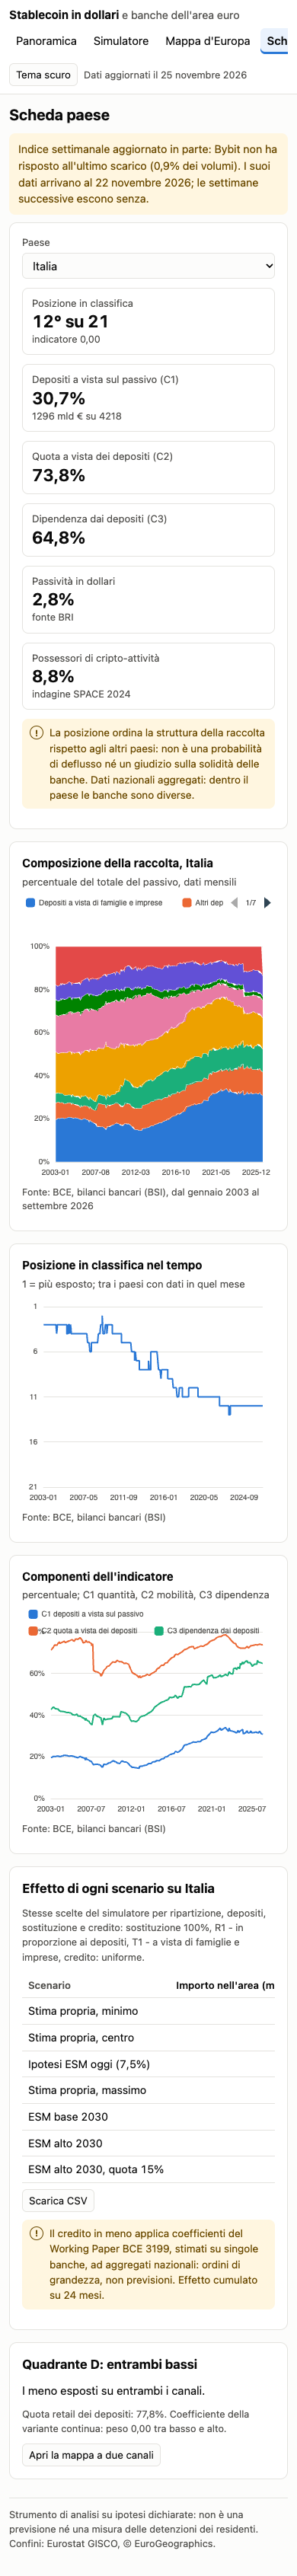 Stablecoin in dollari e banche dell'area euro
Panoramica Simulatore Mappa d'Europa Sch
Tema scuro Dati aggiornati il 25 novembre 2026
Scheda paese
Indice settimanale aggiornato in parte: Bybit non ha
risposto all'ultimo scarico (0,9% dei volumi). I suoi
dati arrivano al 22 novembre 2026; le settimane
successive escono senza.
Paese
Italia
Posizione in classifica
12° su 21
indicatore 0,00
Depositi a vista sul passivo (C1)
30,7%
1296 mld € su 4218
Quota a vista dei depositi (C2)
73,8%
Dipendenza dai depositi (C3)
64,8%
Passività in dollari
2,8%
fonte BRI
Possessori di cripto-attività
8,8%
indagine SPACE 2024
La posizione ordina la struttura della raccolta
rispetto agli altri paesi: non è una probabilità
di deflusso né un giudizio sulla solidità delle
banche. Dati nazionali aggregati: dentro il
paese le banche sono diverse.
Composizione della raccolta, Italia
percentuale del totale del passivo, dati mensili
Depositi a vista di famiglie e imprese Altri dep 1/7
100%
80%
60%
40%
20%
0%
2003-01 2007-08 2012-03 2016-10 2021-05 2025-12
Fonte: BCE, bilanci bancari (BSI), dal gennaio 2003 al
settembre 2026
Posizione in classifica nel tempo
1 = più esposto; tra i paesi con dati in quel mese
1
6
11
16
21
2003-01 2007-05 2011-09 2016-01 2020-05 2024-09
Fonte: BCE, bilanci bancari (BSI)
Componenti dell'indicatore
percentuale; C1 quantità, C2 mobilità, C3 dipendenza
C1 depositi a vista sul passivo
C2 quota a vista dei depositi C3 dipendenza dai depositi
60%
40%
20%
0%
2003-01 2007-07 2012-01 2016-07 2021-01 2025-07
Fonte: BCE, bilanci bancari (BSI)
Effetto di ogni scenario su Italia
Stesse scelte del simulatore per ripartizione, depositi,
sostituzione e credito: sostituzione 100%, R1 - in
proporzione ai depositi, T1 - a vista di famiglie e
imprese, credito: uniforme.
Scenario Importo nell'area (m
Stima propria, minimo
Stima propria, centro
Ipotesi ESM oggi (7,5%)
Stima propria, massimo
ESM base 2030
ESM alto 2030
ESM alto 2030, quota 15%
Scarica CSV
Il credito in meno applica coefficienti del
Working Paper BCE 3199, stimati su singole
banche, ad aggregati nazionali: ordini di
grandezza, non previsioni. Effetto cumulato
su 24 mesi.
Quadrante D: entrambi bassi
I meno esposti su entrambi i canali.
Quota retail dei depositi: 77,8%. Coefficiente della
variante continua: peso 0,00 tra basso e alto.
Apri la mappa a due canali
Strumento di analisi su ipotesi dichiarate: non è una
previsione né una misura delle detenzioni dei residenti.
Confini: Eurostat GISCO, © EuroGeographics.